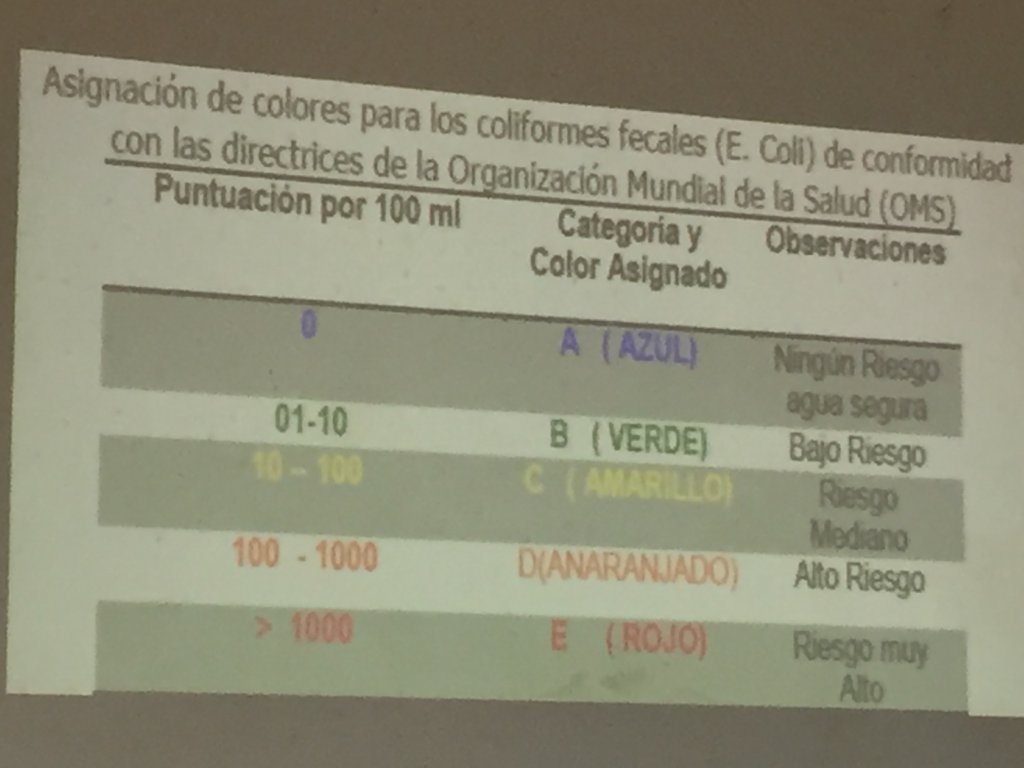 Asignación de colores para los coliformes fecales (E. Coli) de conformidad
con las directrices de la Organización Mundial de la Salud (OMS)
Puntuación por 100 ml Categoría y Observaciones
Color Asignado
0 A ( AZUL) Ningún Riesgo
agua segura
01-10 B ( VERDE) Bajo Riesgo
10 – 100 C ( AMARILLO) Riesgo
Mediano
100 - 1000 D(ANARANJADO) Alto Riesgo
> 1000 E ( ROJO) Riesgo muy
Alto